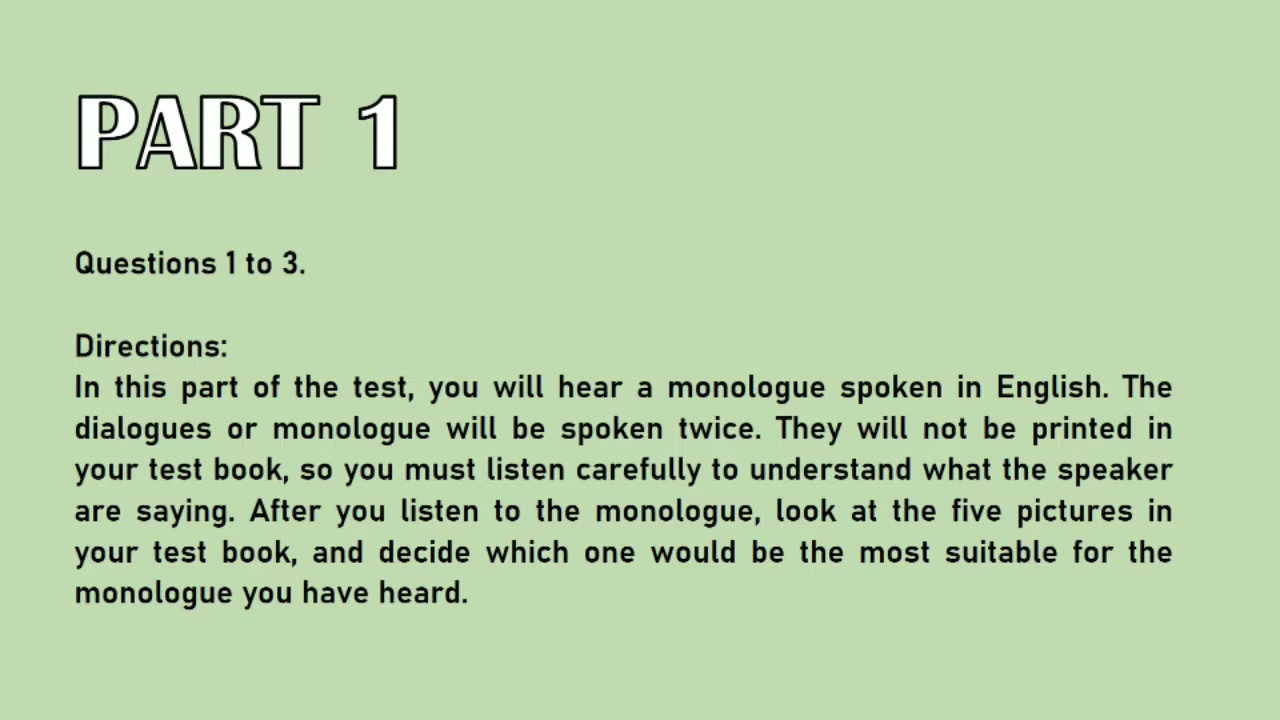 PART 1
Questions 1 to 3.
Directions:
In this part of the test, you will hear a monologue spoken in English. The
dialogues or monologue will be spoken twice. They will not be printed in
your test book, so you must listen carefully to understand what the speaker
are saying. After you listen to the monologue, look at the five pictures in
your test book, and decide which one would be the most suitable for the
monologue you have heard.